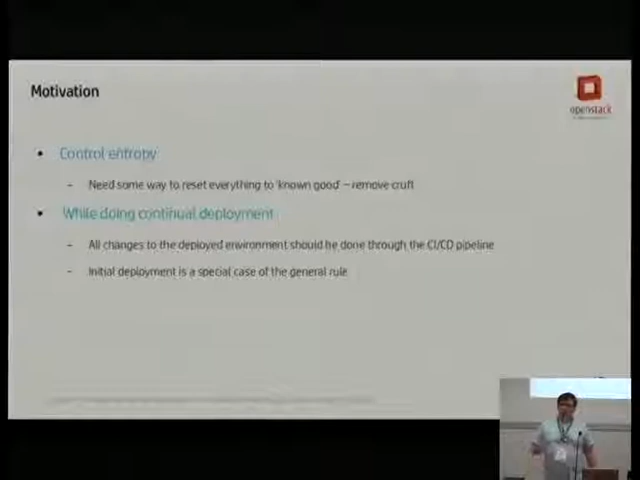 Motivation
openstack
• Control entropy
- Need some way to reset everything to 'known good' – remove cruft
• While doing continual deployment
- All changes to the deployed environment should be done through the CI/CD pipeline
- Initial deployment is a special case of the general rule